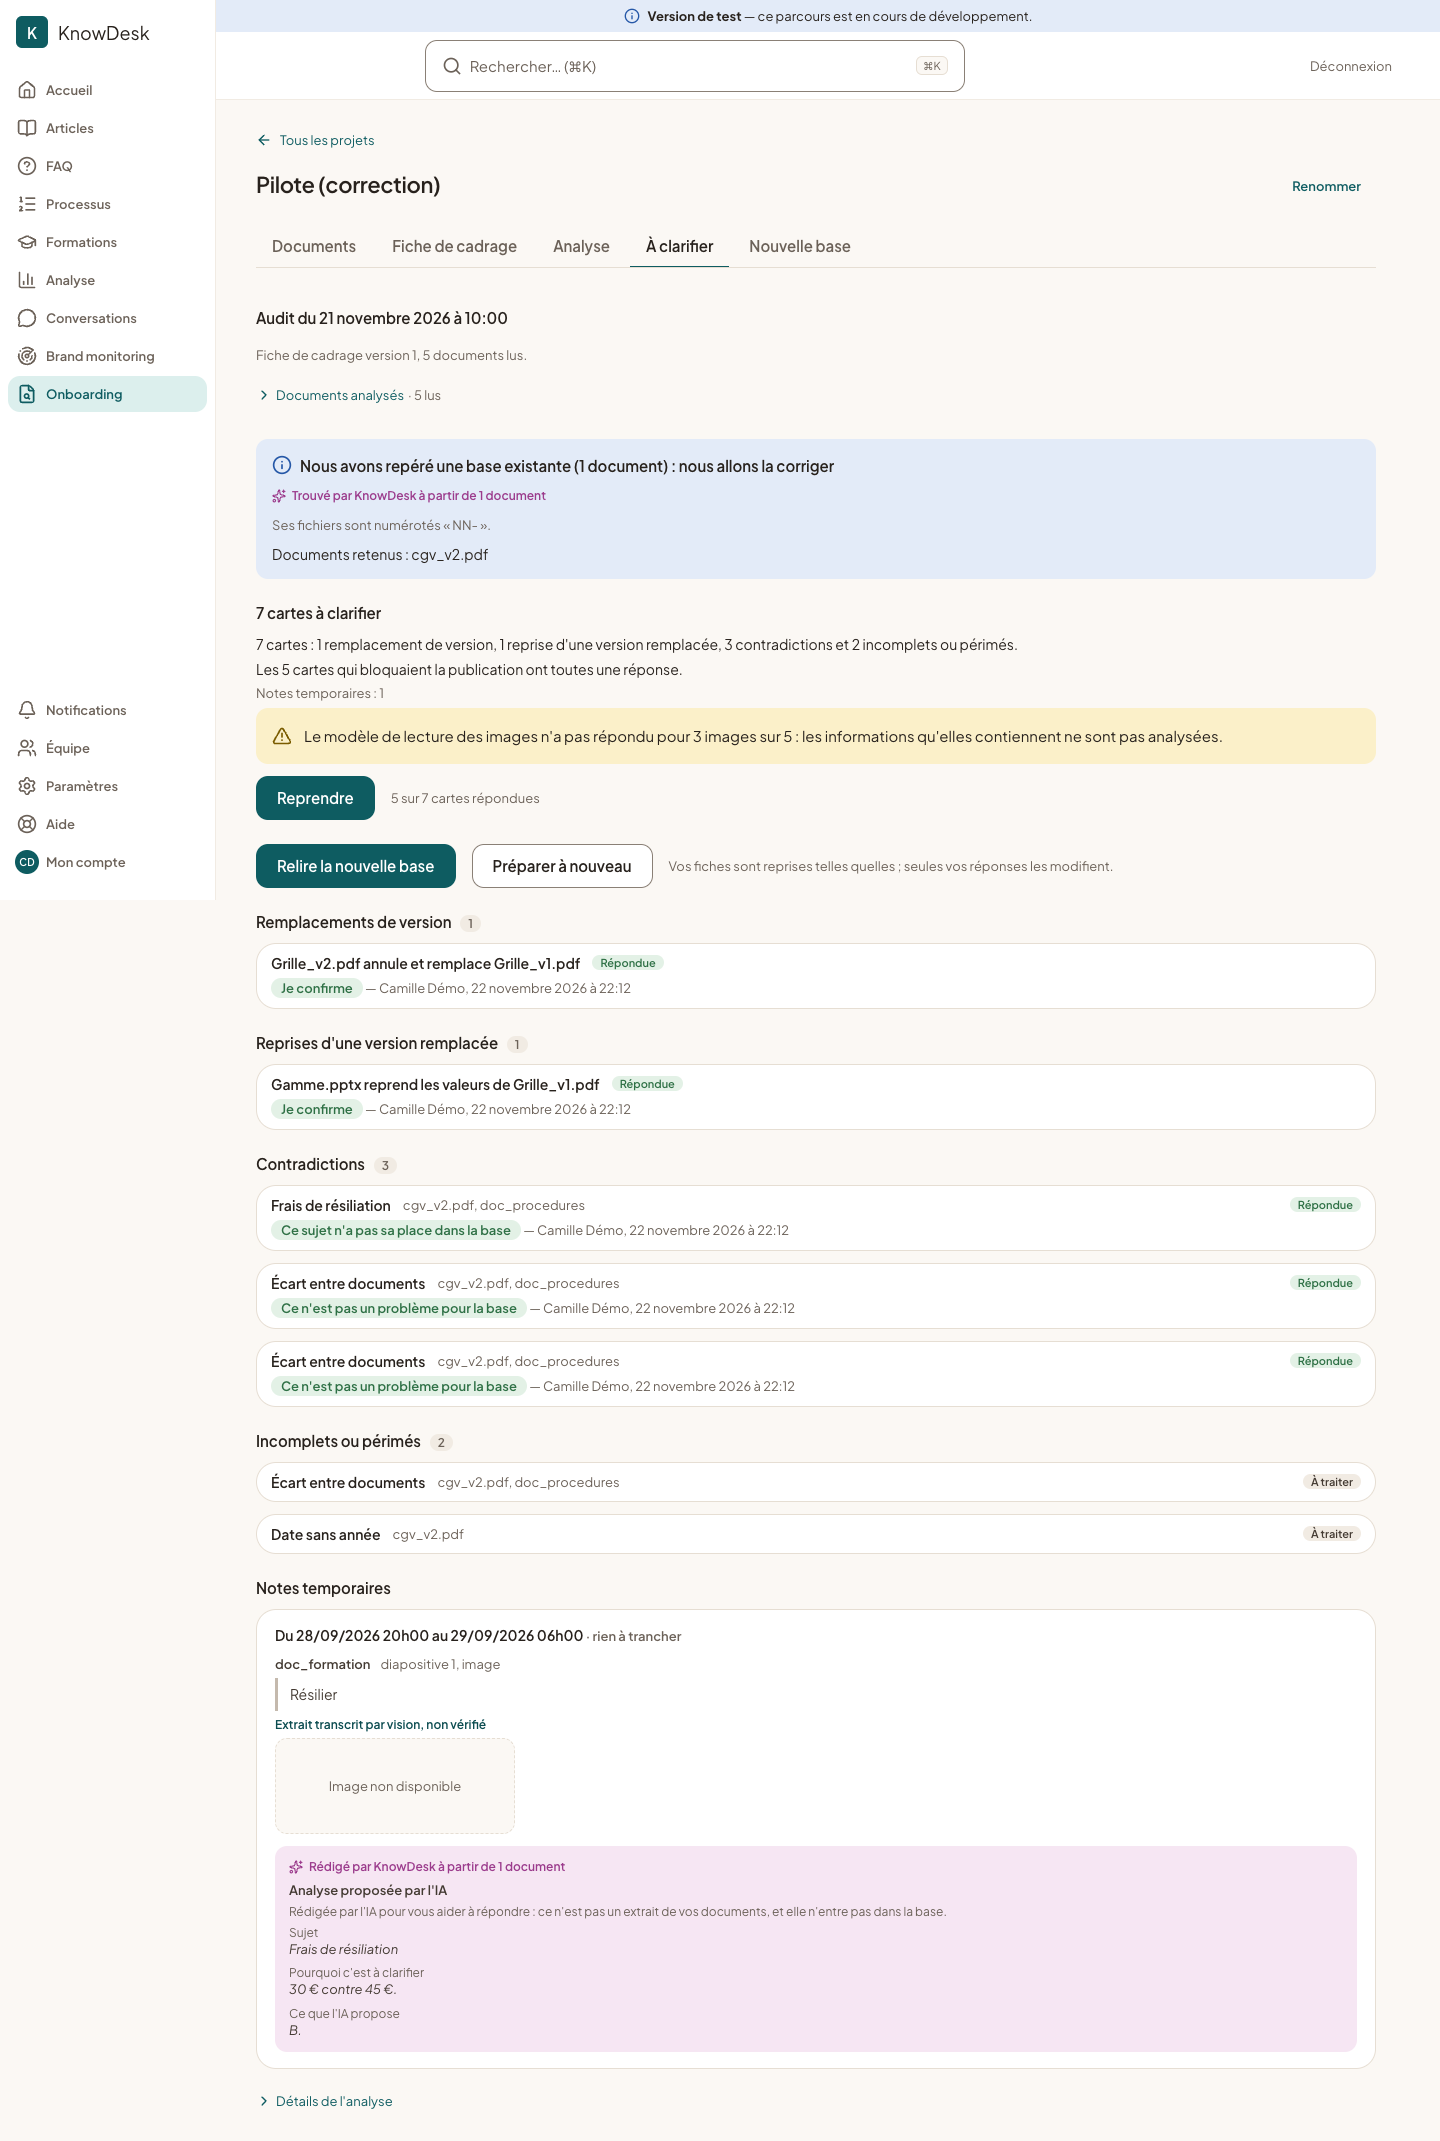 K KnowDesk
Accueil
Articles
FAQ
Processus
Formations
Analyse
Conversations
Brand monitoring
Onboarding
Notifications
Équipe
Paramètres
Aide
CD Mon compte
Version de test — ce parcours est en cours de développement.
Rechercher... (⌘K) ⌘K
Déconnexion
Tous les projets
Pilote (correction)
Renommer
Documents Fiche de cadrage Analyse À clarifier Nouvelle base
Audit du 21 novembre 2026 à 10:00
Fiche de cadrage version 1, 5 documents lus.
Documents analysés · 5 lus
Nous avons repéré une base existante (1 document) : nous allons la corriger
Trouvé par KnowDesk à partir de 1 document
Ses fichiers sont numérotés « NN- ».
Documents retenus : cgv_v2.pdf
7 cartes à clarifier
7 cartes : 1 remplacement de version, 1 reprise d'une version remplacée, 3 contradictions et 2 incomplets ou périmés.
Les 5 cartes qui bloquaient la publication ont toutes une réponse.
Notes temporaires : 1
Le modèle de lecture des images n'a pas répondu pour 3 images sur 5 : les informations qu'elles contiennent ne sont pas analysées.
Reprendre 5 sur 7 cartes répondues
Relire la nouvelle base Préparer à nouveau Vos fiches sont reprises telles quelles ; seules vos réponses les modifient.
Remplacements de version 1
Grille_v2.pdf annule et remplace Grille_v1.pdf Répondue
Je confirme — Camille Démo, 22 novembre 2026 à 22:12
Reprises d'une version remplacée 1
Gamme.pptx reprend les valeurs de Grille_v1.pdf Répondue
Je confirme — Camille Démo, 22 novembre 2026 à 22:12
Contradictions 3
Frais de résiliation cgv_v2.pdf, doc_procedures Répondue
Ce sujet n'a pas sa place dans la base — Camille Démo, 22 novembre 2026 à 22:12
Écart entre documents cgv_v2.pdf, doc_procedures Répondue
Ce n'est pas un problème pour la base — Camille Démo, 22 novembre 2026 à 22:12
Écart entre documents cgv_v2.pdf, doc_procedures Répondue
Ce n'est pas un problème pour la base — Camille Démo, 22 novembre 2026 à 22:12
Incomplets ou périmés 2
Écart entre documents cgv_v2.pdf, doc_procedures À traiter
Date sans année cgv_v2.pdf À traiter
Notes temporaires
Du 28/09/2026 20h00 au 29/09/2026 06h00 · rien à trancher
doc_formation diapositive 1, image
Résilier
Extrait transcrit par vision, non vérifié
Image non disponible
Rédigé par KnowDesk à partir de 1 document
Analyse proposée par l'IA
Rédigée par l'IA pour vous aider à répondre : ce n'est pas un extrait de vos documents, et elle n'entre pas dans la base.
Sujet
Frais de résiliation
Pourquoi c'est à clarifier
30 € contre 45 €.
Ce que l'IA propose
B.
Détails de l'analyse